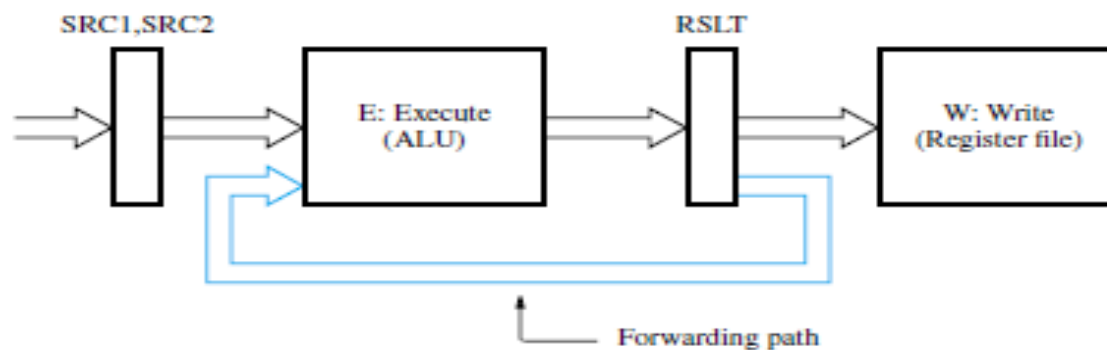 SRC1,SRC2
RSLT
E: Execute
(ALU)
W: Write
(Register file)
Forwarding path